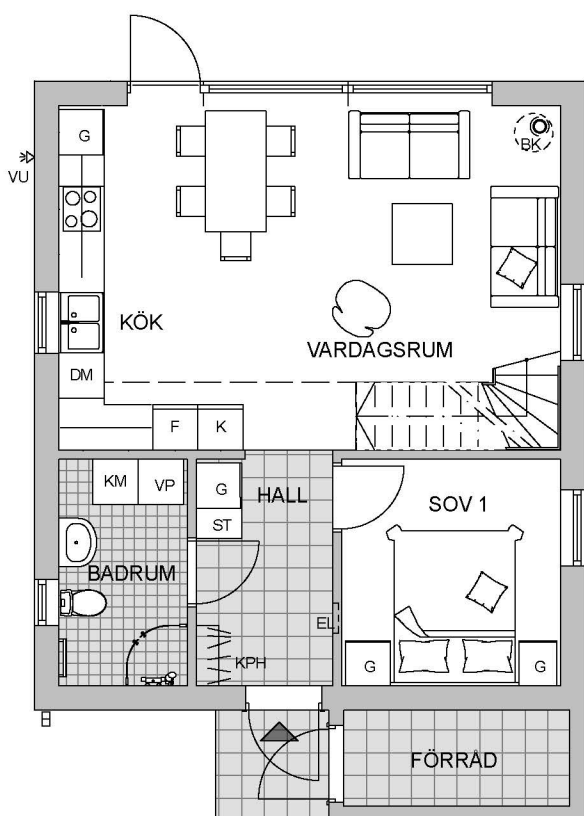 G
BK
VU
KÖK
VARDAGSRUM
DM
F
K
KM
VP
G
ST
HALL
SOV 1
BADRUM
EL
KPH
G
G
FÖRRÅD